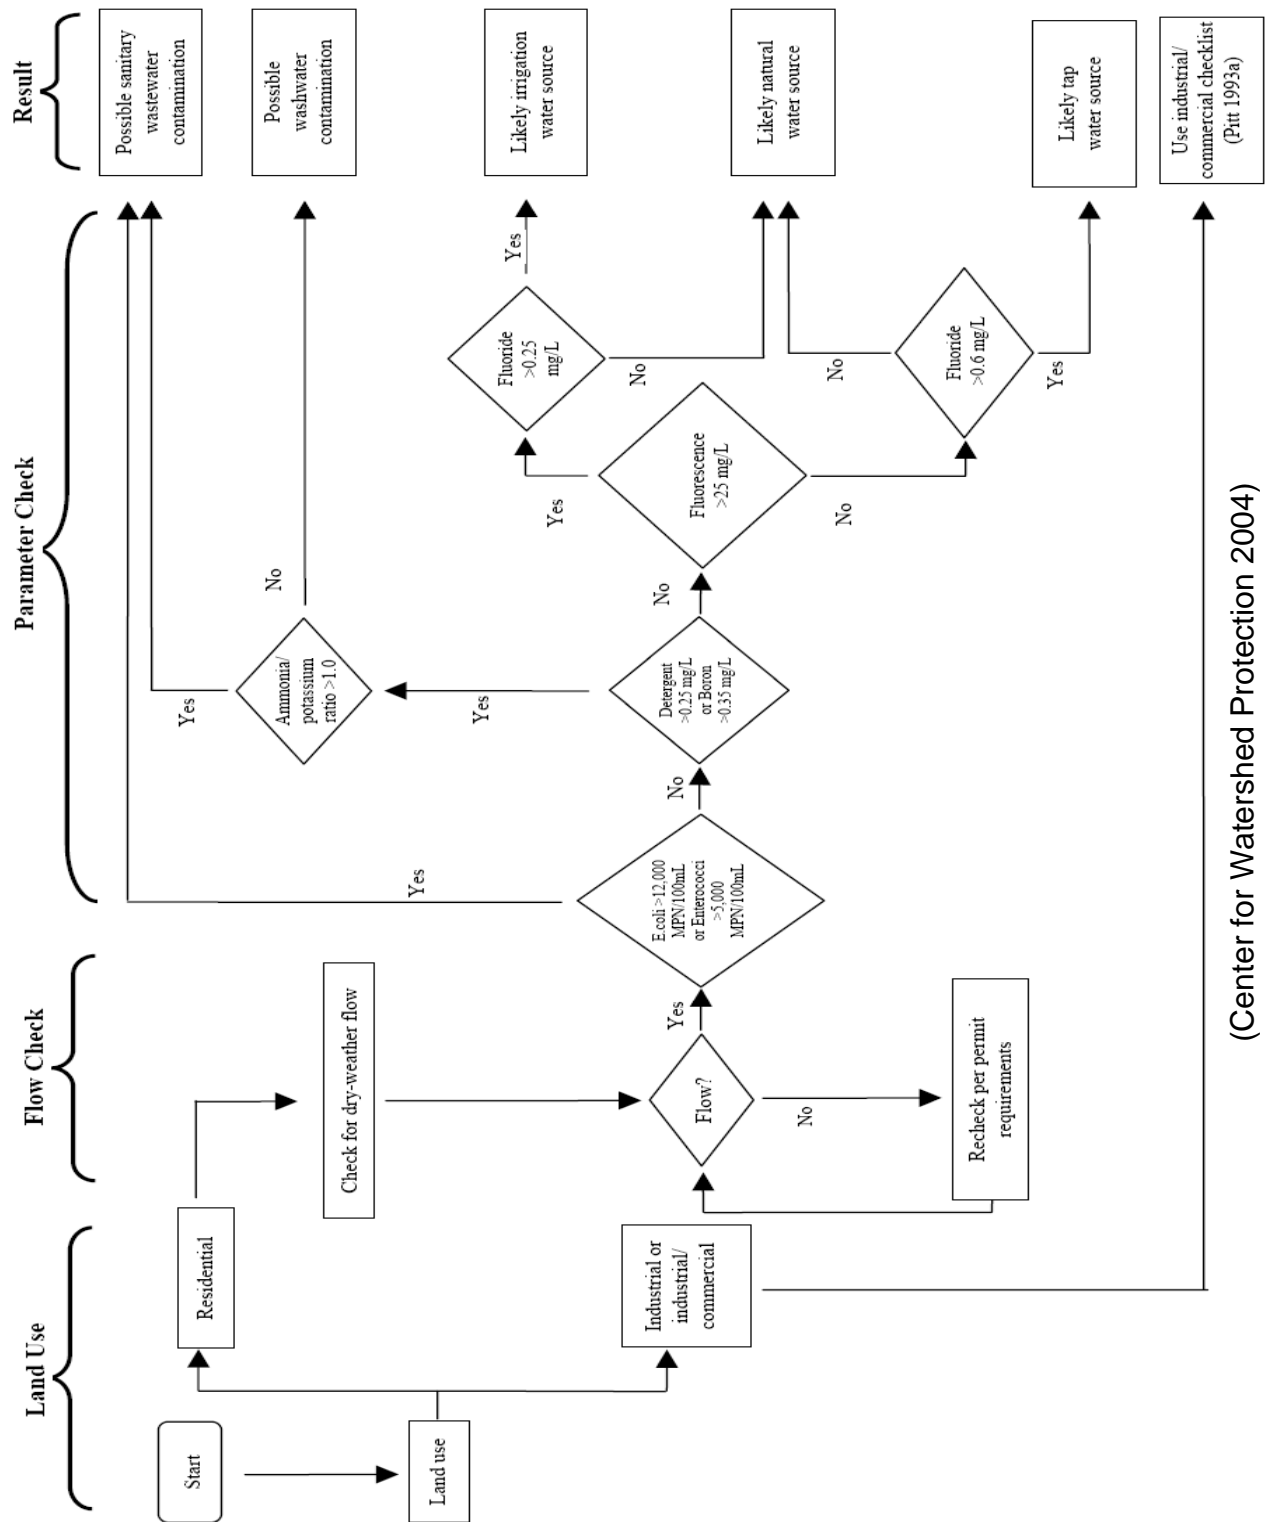 Land Use
Flow Check
Parameter Check
Result
Start
Land use
Residential
Industrial or
industrial/
commercial
Check for dry-weather flow
Flow?
Yes
No
Recheck per permit
requirements
E.coli >12,000
MPN/100mL
or Enterococci
>5,000
MPN/100mL
Yes
No
Detergent
>0.25 mg/L
or Boron
>0.35 mg/L
Yes
No
Ammonia/
potassium
ratio >1.0
Yes
No
Fluorescence
>25 mg/L
Yes
No
Fluoride
>0.25
mg/L
Yes
No
Fluoride
>0.6 mg/L
No
Yes
Possible sanitary
wastewater
contamination
Possible
washwater
contamination
Likely irrigation
water source
Likely natural
water source
Likely tap
water source
Use industrial/
commercial checklist
(Pitt 1993a)
(Center for Watershed Protection 2004)